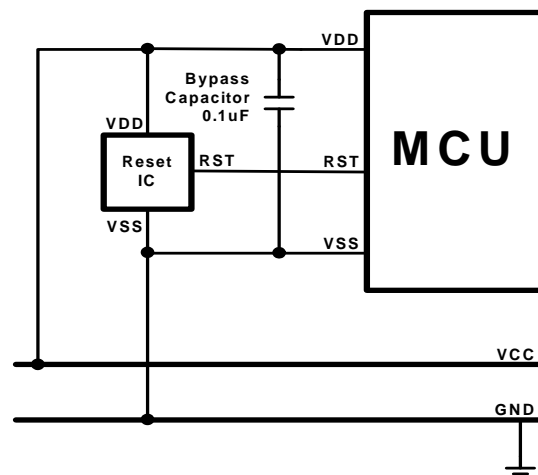 VDD
Bypass
Capacitor
0.1uF
VDD
Reset
IC
RST
RST
MCU
VSS
VSS
VCC
GND